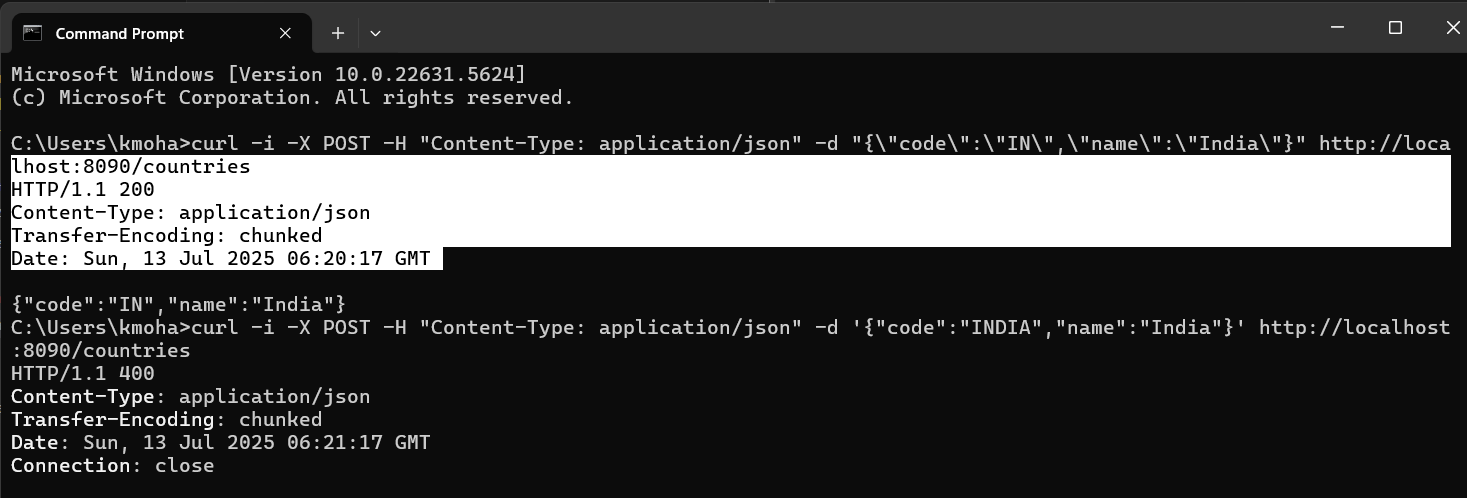 Command Prompt
Microsoft Windows [Version 10.0.22631.5624]
(c) Microsoft Corporation. All rights reserved.
C:\Users\kmoha>curl -i -X POST -H "Content-Type: application/json" -d "{\"code\":\"IN\",\"name\":\"India\"}" http://loca
lhost:8090/countries
HTTP/1.1 200
Content-Type: application/json
Transfer-Encoding: chunked
Date: Sun, 13 Jul 2025 06:20:17 GMT
{"code":"IN","name":"India"}
C:\Users\kmoha>curl -i -X POST -H "Content-Type: application/json" -d '{"code":"INDIA","name":"India"}' http://localhost
:8090/countries
HTTP/1.1 400
Content-Type: application/json
Transfer-Encoding: chunked
Date: Sun, 13 Jul 2025 06:21:17 GMT
Connection: close